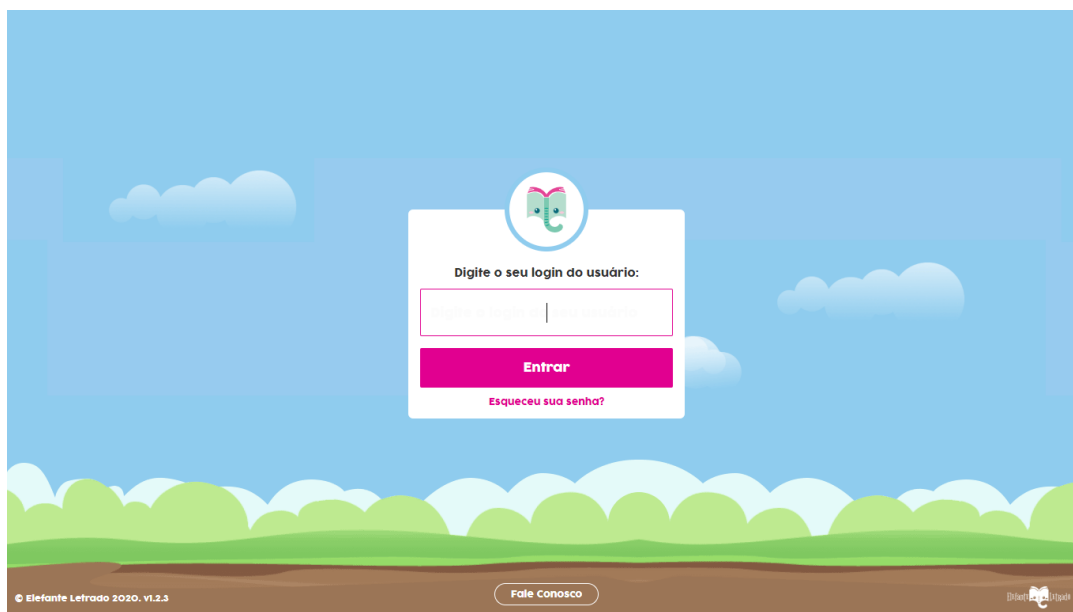 Digite o seu login do usuário:
Entrar
Esqueceu sua senha?
© Elefante Letrado 2020. v1.2.3
Fale Conosco